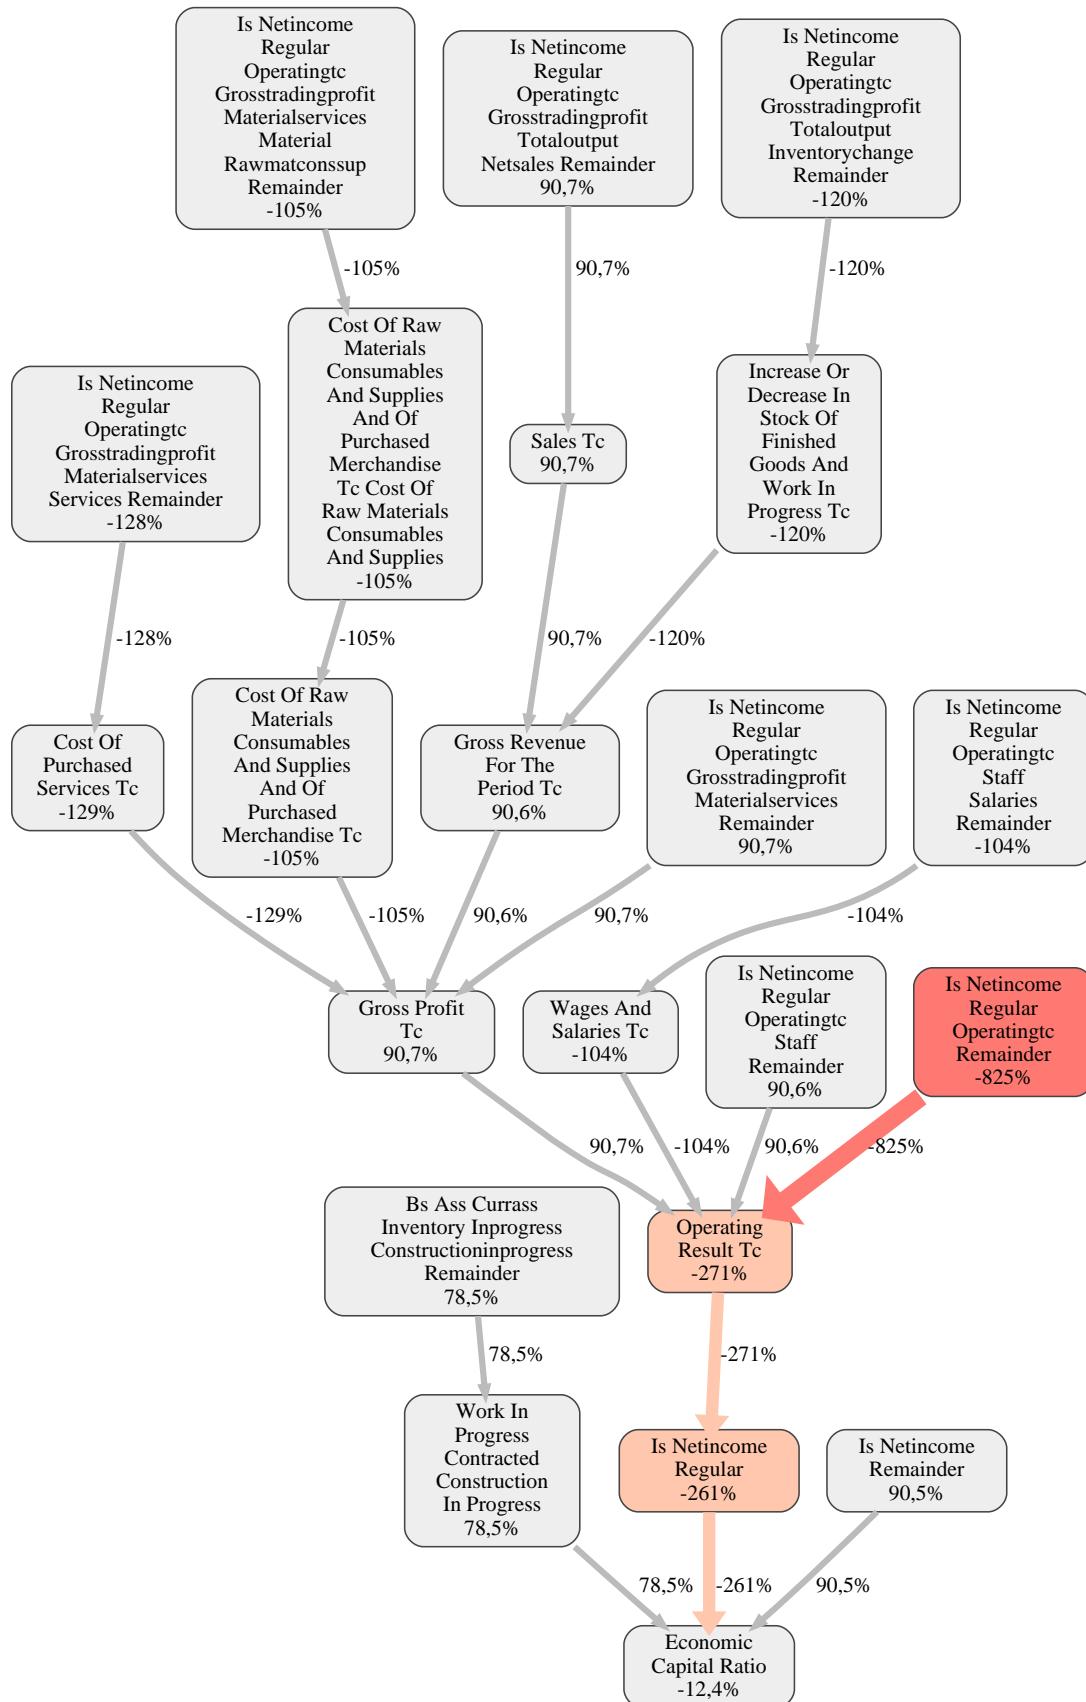 Is Netincome
Regular
Operatingtc
Grosstradingprofit
Materialservices
Material
Rawmatconssup
Remainder
-105%
Is Netincome
Regular
Operatingtc
Grosstradingprofit
Totaloutput
Netsales Remainder
90,7%
Is Netincome
Regular
Operatingtc
Grosstradingprofit
Totaloutput
Inventorychange
Remainder
-120%
-105%
90,7%
-120%
Is Netincome
Regular
Operatingtc
Grosstradingprofit
Materialservices
Services Remainder
-128%
Cost Of Raw
Materials
Consumables
And Supplies
And Of
Purchased
Merchandise
Tc Cost Of
Raw Materials
Consumables
And Supplies
-105%
Sales Tc
90,7%
Increase Or
Decrease In
Stock Of
Finished
Goods And
Work In
Progress Tc
-120%
-128%
-105%
90,7%
-120%
Cost Of
Purchased
Services Tc
-129%
Cost Of Raw
Materials
Consumables
And Supplies
And Of
Purchased
Merchandise Tc
-105%
Gross Revenue
For The
Period Tc
90,6%
Is Netincome
Regular
Operatingtc
Grosstradingprofit
Materialservices
Remainder
90,7%
Is Netincome
Regular
Operatingtc
Staff
Salaries
Remainder
-104%
-129%
-105%
90,6%
90,7%
-104%
Gross Profit
Tc
90,7%
Wages And
Salaries Tc
-104%
Is Netincome
Regular
Operatingtc
Staff
Remainder
90,6%
Is Netincome
Regular
Operatingtc
Remainder
-825%
90,7%
-104%
90,6%
-825%
Bs Ass Currass
Inventory Inprogress
Constructioninprogress
Remainder
78,5%
Operating
Result Tc
-271%
78,5%
-271%
Work In
Progress
Contracted
Construction
In Progress
78,5%
Is Netincome
Regular
-261%
Is Netincome
Remainder
90,5%
78,5%
-261%
90,5%
Economic
Capital Ratio
-12,4%